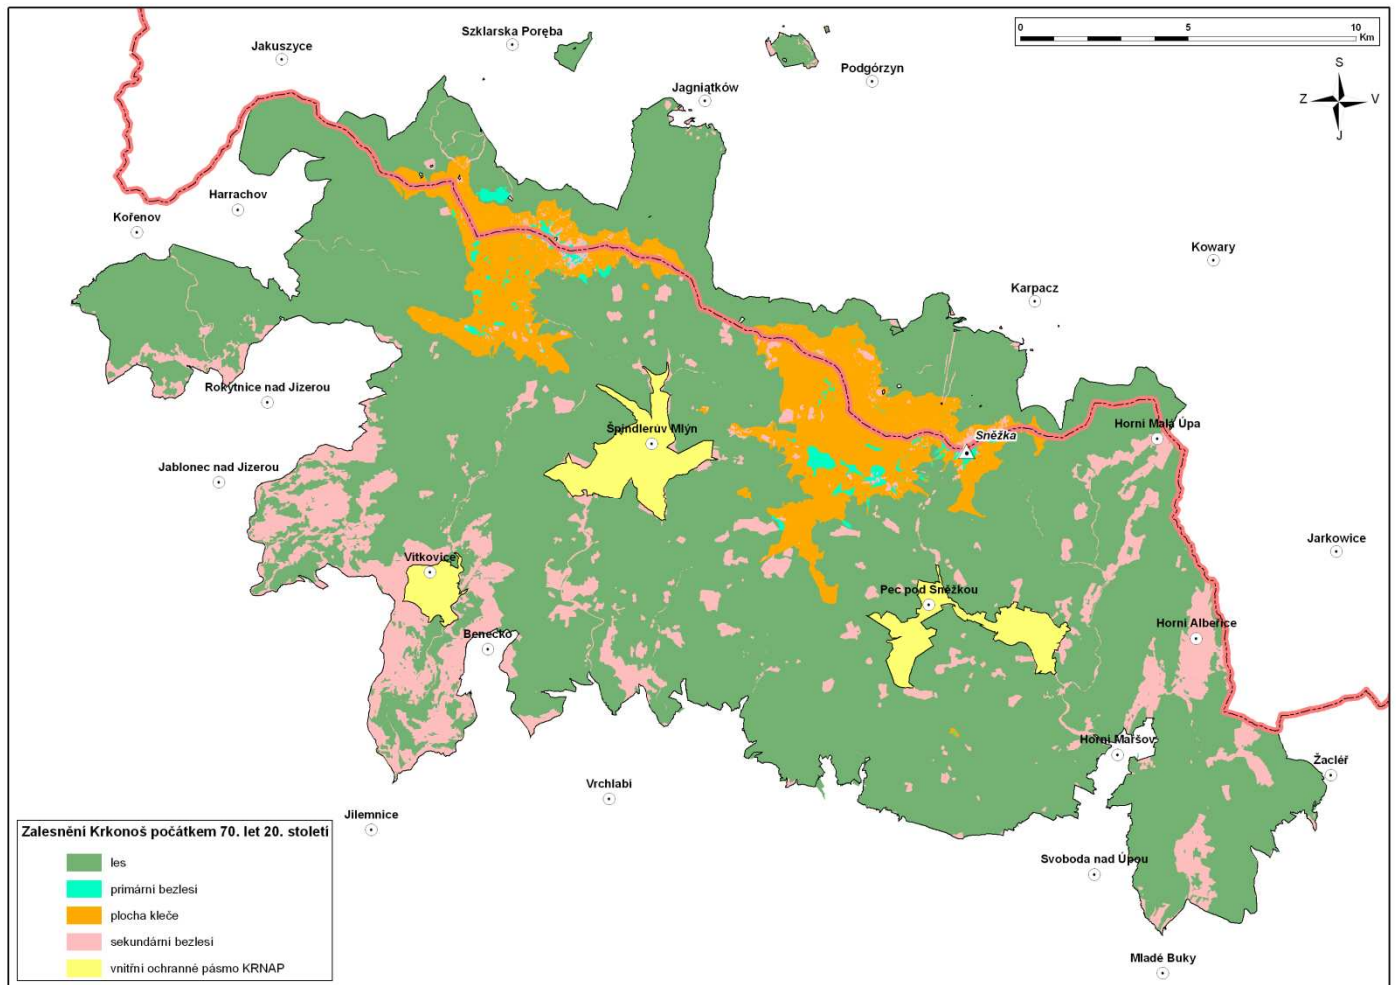 0 5 10
Km
S
Z V
J
Szklarska Poręba
Jakuszyce
Podgórzyn
Jagniątków
Harrachov
Kořenov
Kowary
Karpacz
Rokytnice nad Jizerou
Špindlerův Mlýn
Sněžka
Horní Malá Úpa
Jablonec nad Jizerou
Jarkowice
Vítkovice
Pec pod Sněžkou
Horní Albeřice
Benecko
Horní Maršov
Žacléř
Vrchlabí
Jilemnice
Svoboda nad Úpou
Mladé Buky
Zalesnění Krkonoš počátkem 70. let 20. století
les
primární bezlesí
plocha kleče
sekundární bezlesí
vnitřní ochranné pásmo KRNAP